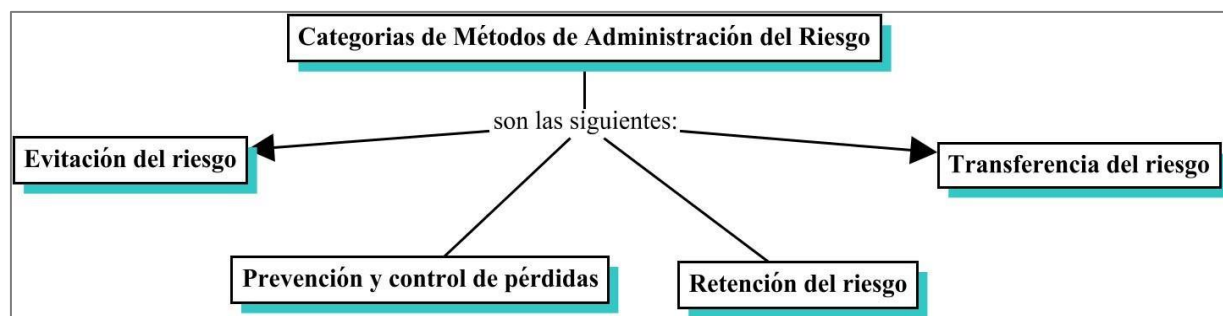 Categorias de Métodos de Administración del Riesgo
son las siguientes:
Evitación del riesgo
Transferencia del riesgo
Prevención y control de pérdidas
Retención del riesgo